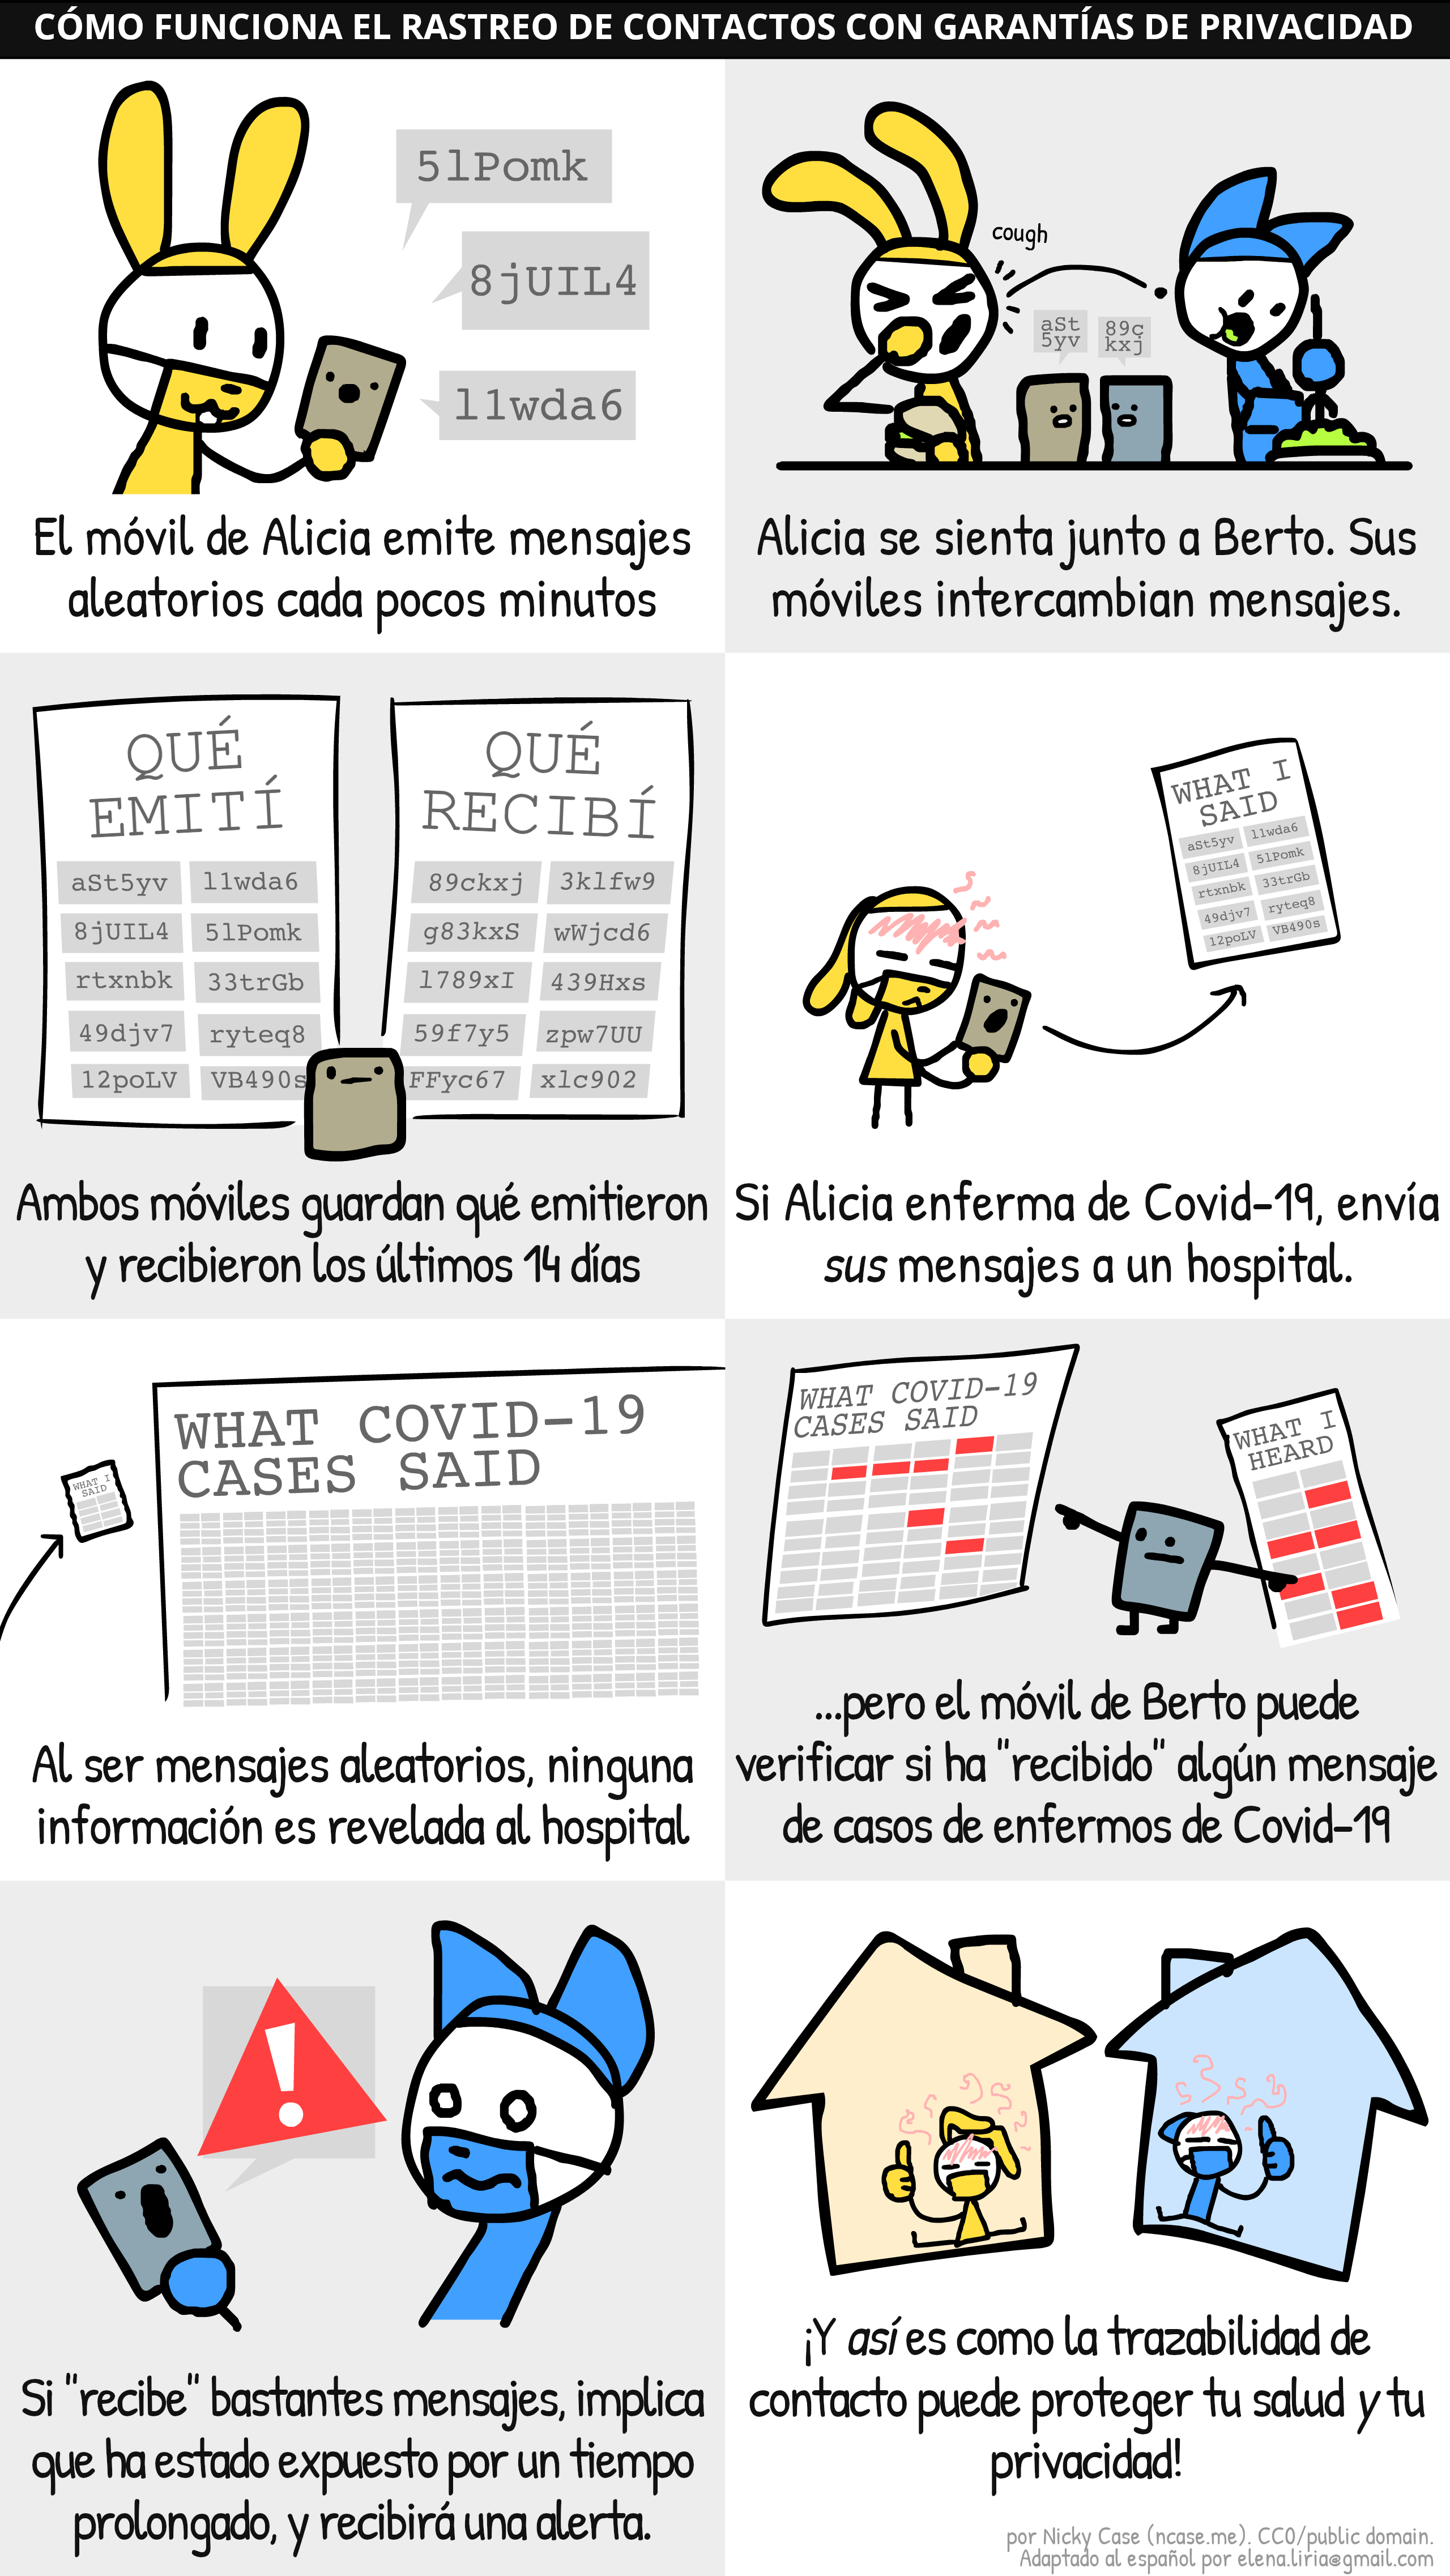 CÓMO FUNCIONA EL RASTREO DE CONTACTOS CON GARANTÍAS DE PRIVACIDAD
51Pomk
8jUIL4
l1wda6
El móvil de Alicia emite mensajes
aleatorios cada pocos minutos
cough
aSt
5yv
89c
kxj
Alicia se sienta junto a Berto. Sus
móviles intercambian mensajes.
QUÉ
EMITÍ
aSt5yv l1wda6
8jUIL4 51Pomk
rtxnbk 33trGb
49djv7 ryteq8
12poLV VB490s
QUÉ
RECIBÍ
89ckxj 3klfw9
g83kxS wWjcd6
l789xI 439Hxs
59f7y5 zpw7UU
FFyc67 xlc902
Ambos móviles guardan qué emitieron
y recibieron los últimos 14 días
WHAT I
SAID
aSt5yv l1wda6
8jUIL4 51Pomk
rtxnbk 33trGb
49djv7 ryteq8
12poLV VB490s
Si Alicia enferma de Covid-19, envía
sus mensajes a un hospital.
WHAT I
SAID
WHAT COVID-19
CASES SAID
Al ser mensajes aleatorios, ninguna
información es revelada al hospital
WHAT COVID-19
CASES SAID
WHAT I
HEARD
...pero el móvil de Berto puede
verificar si ha "recibido" algún mensaje
de casos de enfermos de Covid-19
!
Si "recibe" bastantes mensajes, implica
que ha estado expuesto por un tiempo
prolongado, y recibirá una alerta.
¡Y así es como la trazabilidad de
contacto puede proteger tu salud y tu
privacidad!
por Nicky Case (ncase.me). CC0/public domain.
Adaptado al español por elena.liria@gmail.com